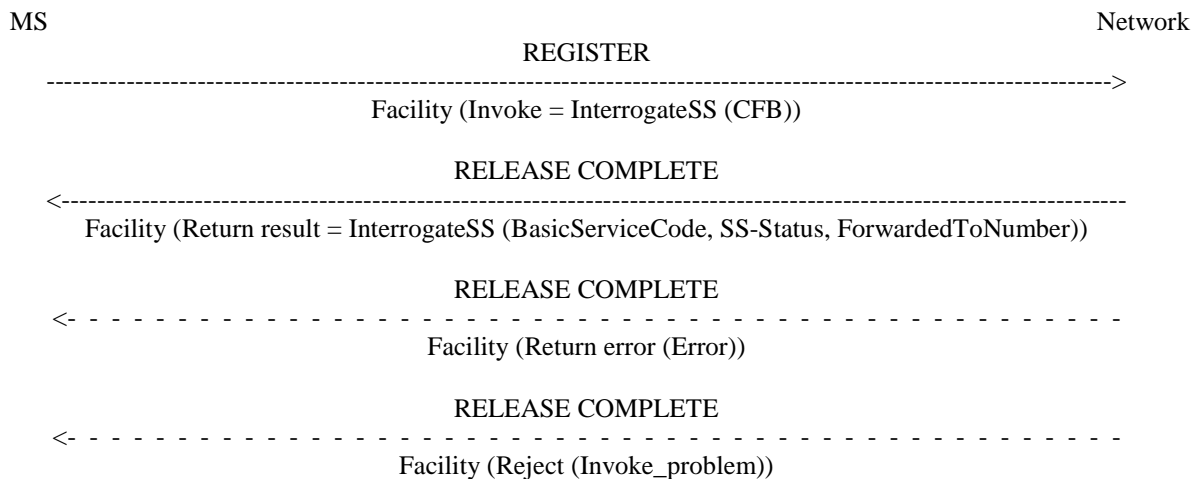 MS Network
REGISTER
Facility (Invoke = InterrogateSS (CFB))
RELEASE COMPLETE
Facility (Return result = InterrogateSS (BasicServiceCode, SS-Status, ForwardedToNumber))
RELEASE COMPLETE
Facility (Return error (Error))
RELEASE COMPLETE
Facility (Reject (Invoke_problem))